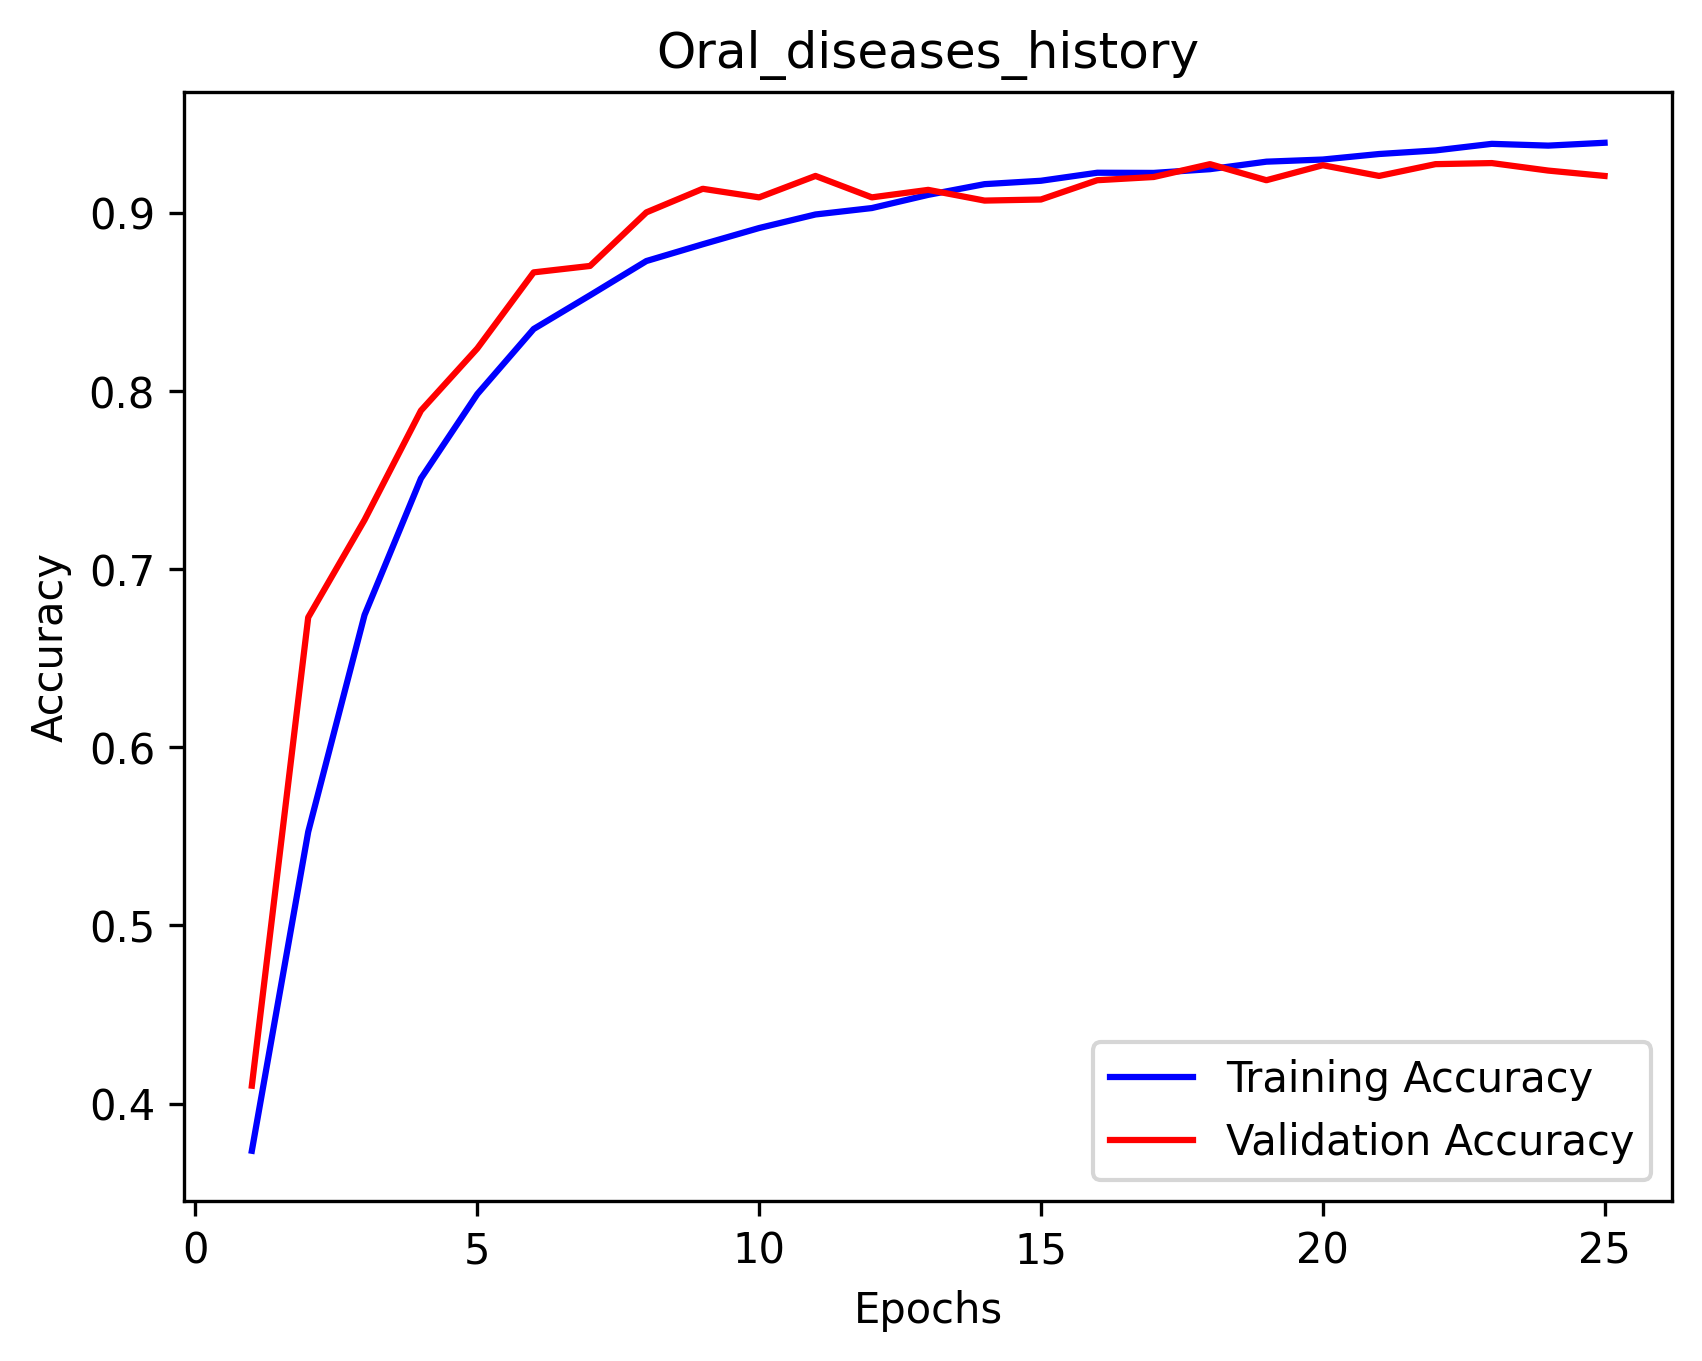 Oral_diseases_history
Accuracy
0.9
0.8
0.7
0.6
0.5
0.4
Training Accuracy
Validation Accuracy
0 5 10 15 20 25
Epochs